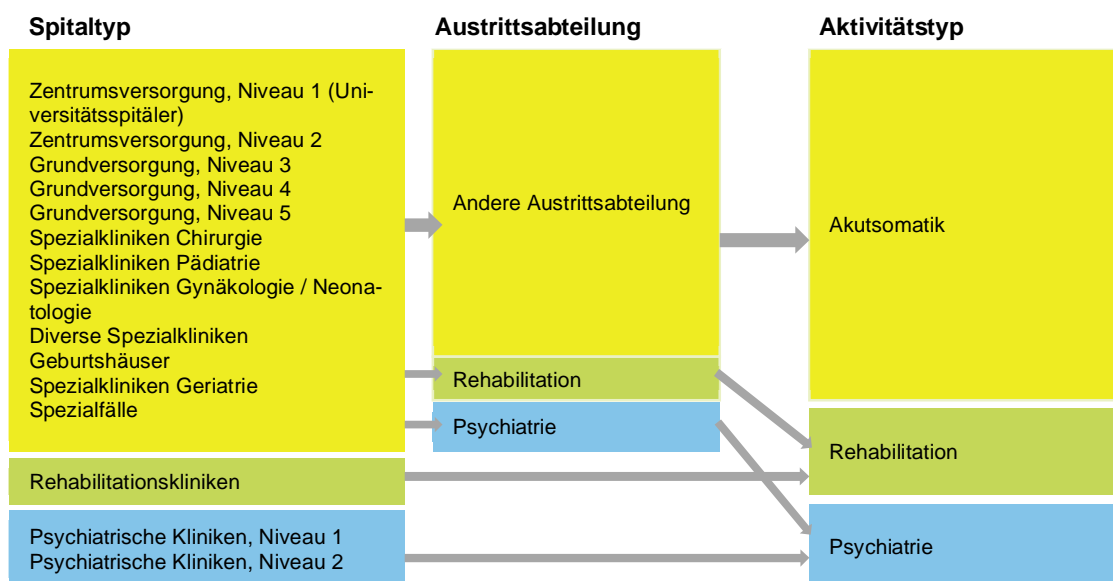 Spitaltyp
Austrittsabteilung
Aktivitätstyp
Zentrumsversorgung, Niveau 1 (Uni-
versitätsspitäler)
Zentrumsversorgung, Niveau 2
Grundversorgung, Niveau 3
Grundversorgung, Niveau 4
Grundversorgung, Niveau 5
Spezialkliniken Chirurgie
Spezialkliniken Pädiatrie
Spezialkliniken Gynäkologie / Neona-
tologie
Diverse Spezialkliniken
Geburtshäuser
Spezialkliniken Geriatrie
Spezialfälle
Rehabilitationskliniken
Psychiatrische Kliniken, Niveau 1
Psychiatrische Kliniken, Niveau 2
Andere Austrittsabteilung
Rehabilitation
Psychiatrie
Akutsomatik
Rehabilitation
Psychiatrie